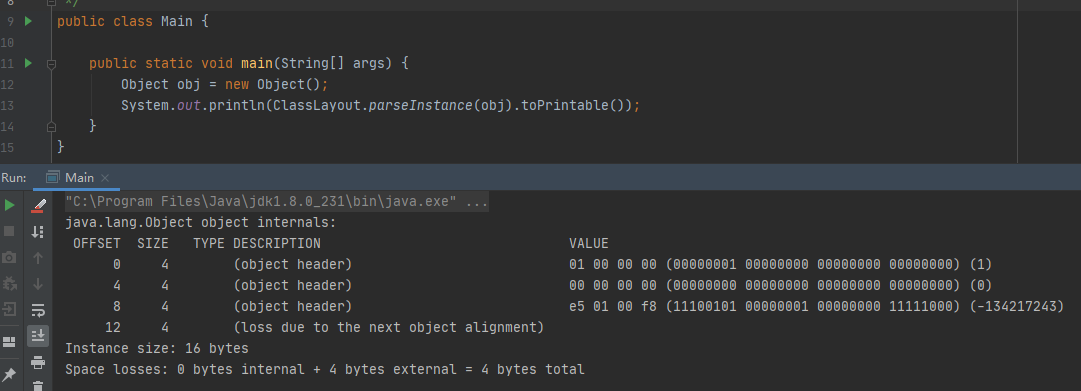 8 */
9 public class Main {
10
11 public static void main(String[] args) {
12 Object obj = new Object();
13 System.out.println(ClassLayout.parseInstance(obj).toPrintable());
14 }
15 }
Run: Main ×
"C:\Program Files\Java\jdk1.8.0_231\bin\java.exe" ...
java.lang.Object object internals:
OFFSET SIZE TYPE DESCRIPTION VALUE
0 4 (object header) 01 00 00 00 (00000001 00000000 00000000 00000000) (1)
4 4 (object header) 00 00 00 00 (00000000 00000000 00000000 00000000) (0)
8 4 (object header) e5 01 00 f8 (11100101 00000001 00000000 11111000) (-134217243)
12 4 (loss due to the next object alignment)
Instance size: 16 bytes
Space losses: 0 bytes internal + 4 bytes external = 4 bytes total